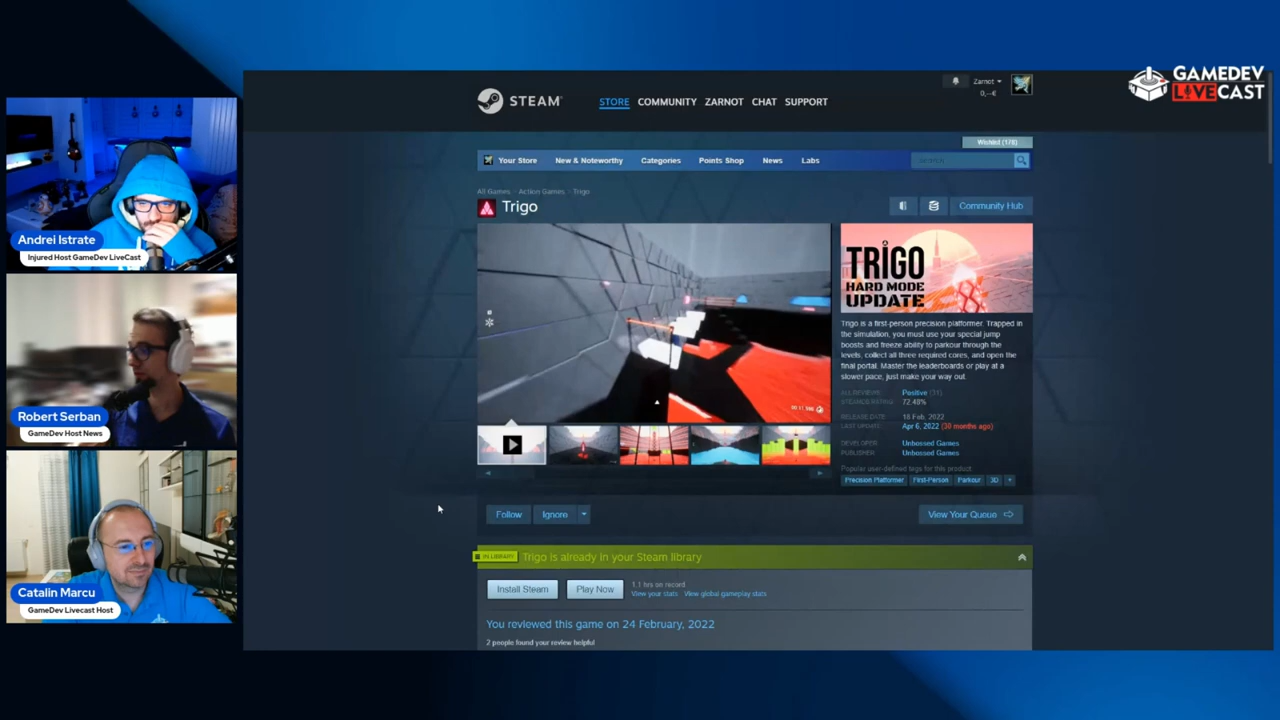 GAMEDEV
LIVECAST
Andrei Istrate
Injured Host GameDev LiveCast
Robert Serban
GameDev Host News
Catalin Marcu
GameDev Livecast Host
STEAM
STORE COMMUNITY ZARNOT CHAT SUPPORT
Zarnot
0,--€
Wishlist (178)
Your Store New & Noteworthy Categories Points Shop News Labs
search
All Games > Action Games > Trigo
Trigo
Community Hub
TRIGO
HARD MODE
UPDATE
Trigo is a first-person precision platformer. Trapped in
the simulation, you must use your special jump
boosts and freeze ability to parkour through the
levels, collect all three required cores, and open the
final portal. Master the leaderboards or play at a
slower pace, just make your way out.
ALL REVIEWS: Positive (31)
STEAMDB RATING: 72.48%
RELEASE DATE: 18 Feb, 2022
LAST UPDATE: Apr 6, 2022 (30 months ago)
DEVELOPER: Unbossed Games
PUBLISHER: Unbossed Games
Popular user-defined tags for this product:
Precision Platformer First-Person Parkour 3D +
Follow Ignore
View Your Queue
IN LIBRARY Trigo is already in your Steam library
Install Steam Play Now
1.1 hrs on record
View your stats View global gameplay stats
You reviewed this game on 24 February, 2022
2 people found your review helpful